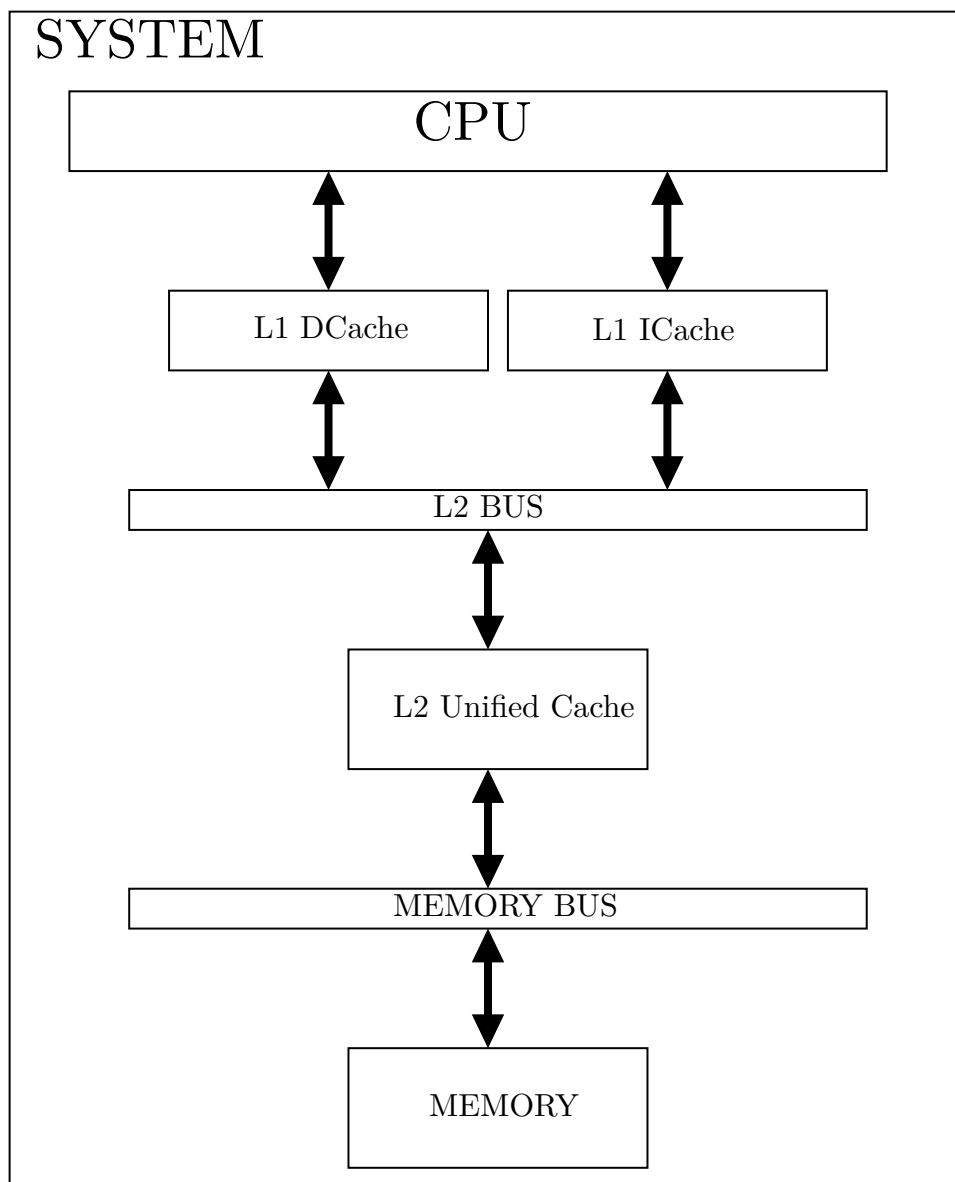 SYSTEM
CPU
L1 DCache
L1 ICache
L2 BUS
L2 Unified Cache
MEMORY BUS
MEMORY